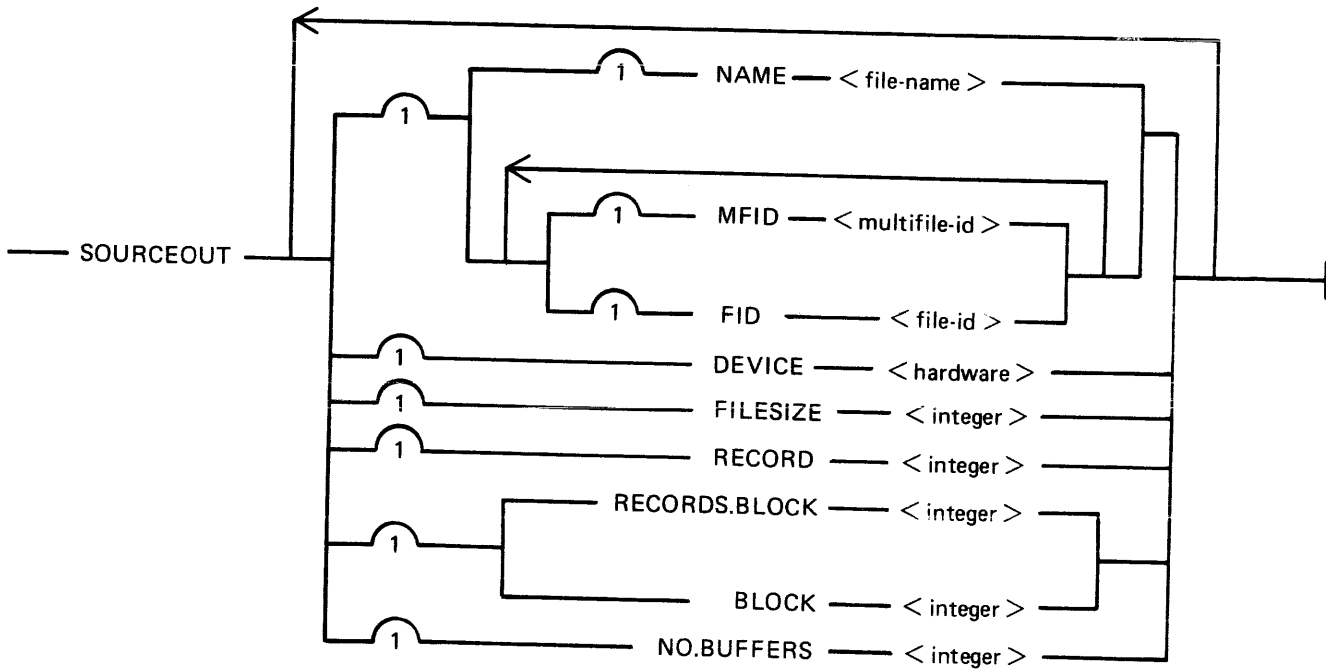 1 NAME < file-name >
1
1 MFID < multifile-id >
SOURCEOUT
1 FID < file-id >
1 DEVICE < hardware >
1 FILESIZE < integer >
1 RECORD < integer >
RECORDS.BLOCK < integer >
1
BLOCK < integer >
1 NO.BUFFERS < integer >